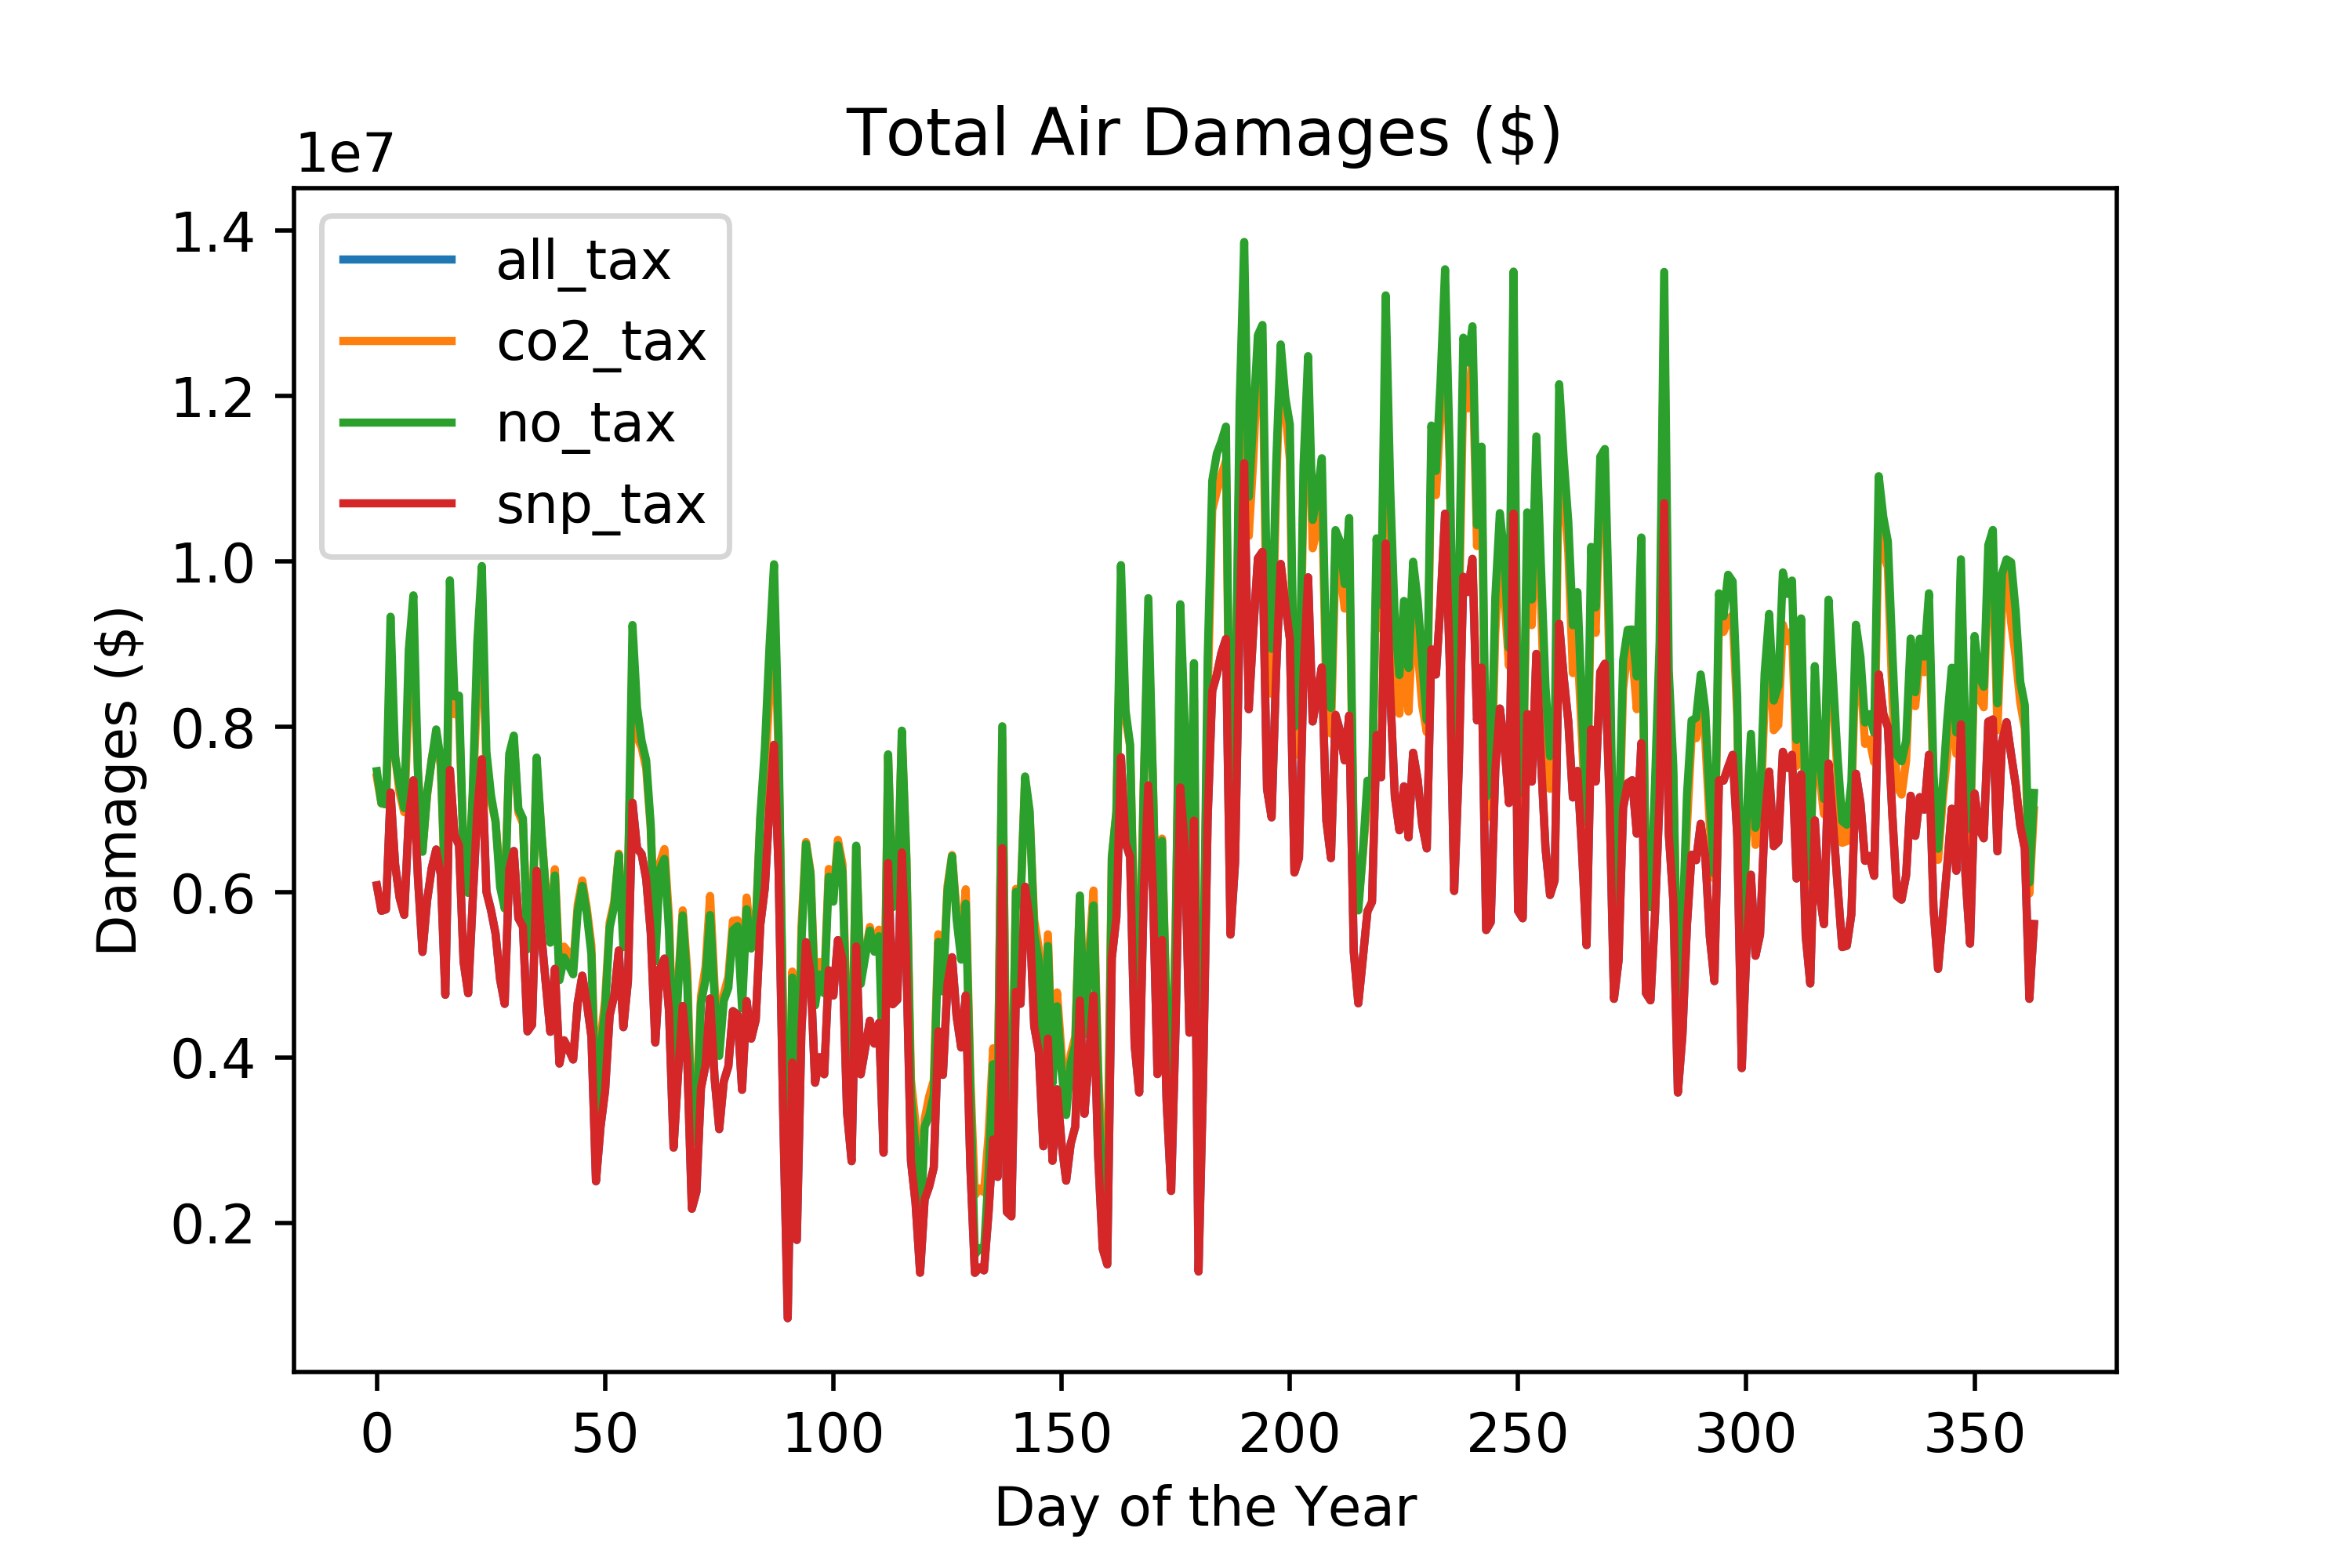 Total Air Damages ($)
1e7
1.4
1.2
1.0
0.8
0.6
0.4
0.2
Damages ($)
all_tax
co2_tax
no_tax
snp_tax
0 50 100 150 200 250 300 350
Day of the Year